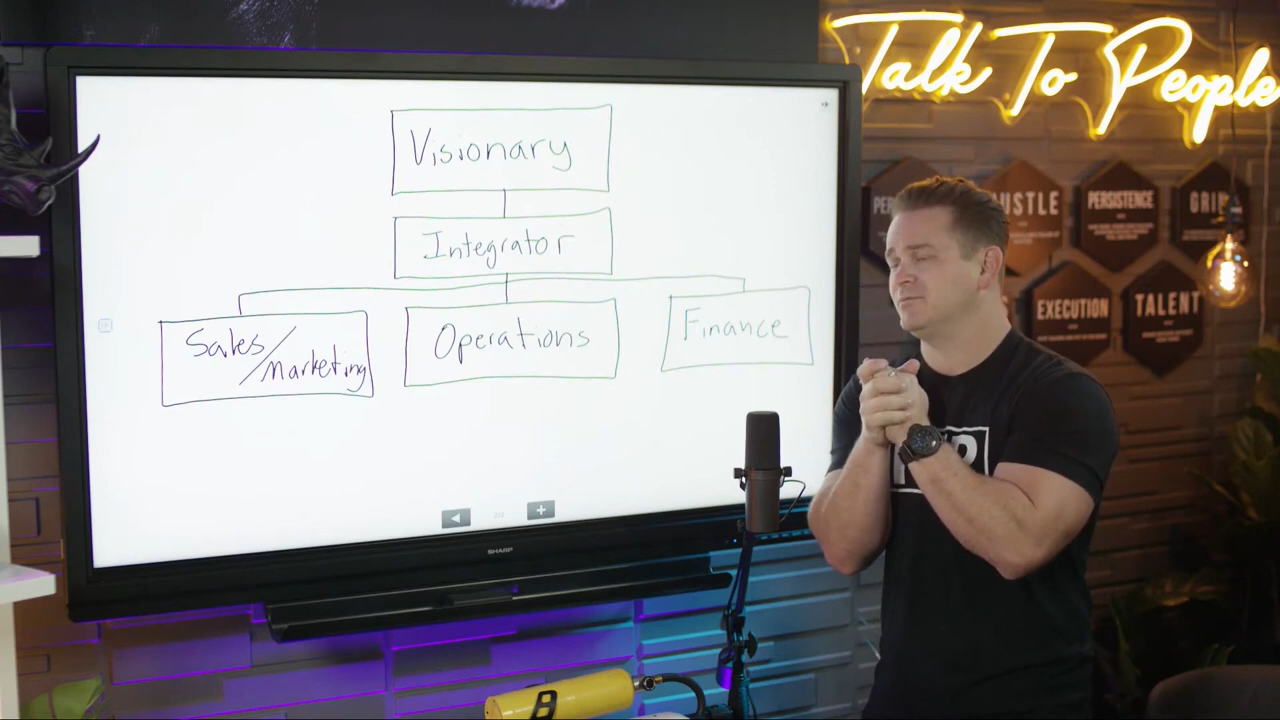 Talk To People
Visionary
Integrator
Sales/
Marketing
Operations
Finance
HUSTLE
PERSISTENCE
EXECUTION
TALENT
SHARP